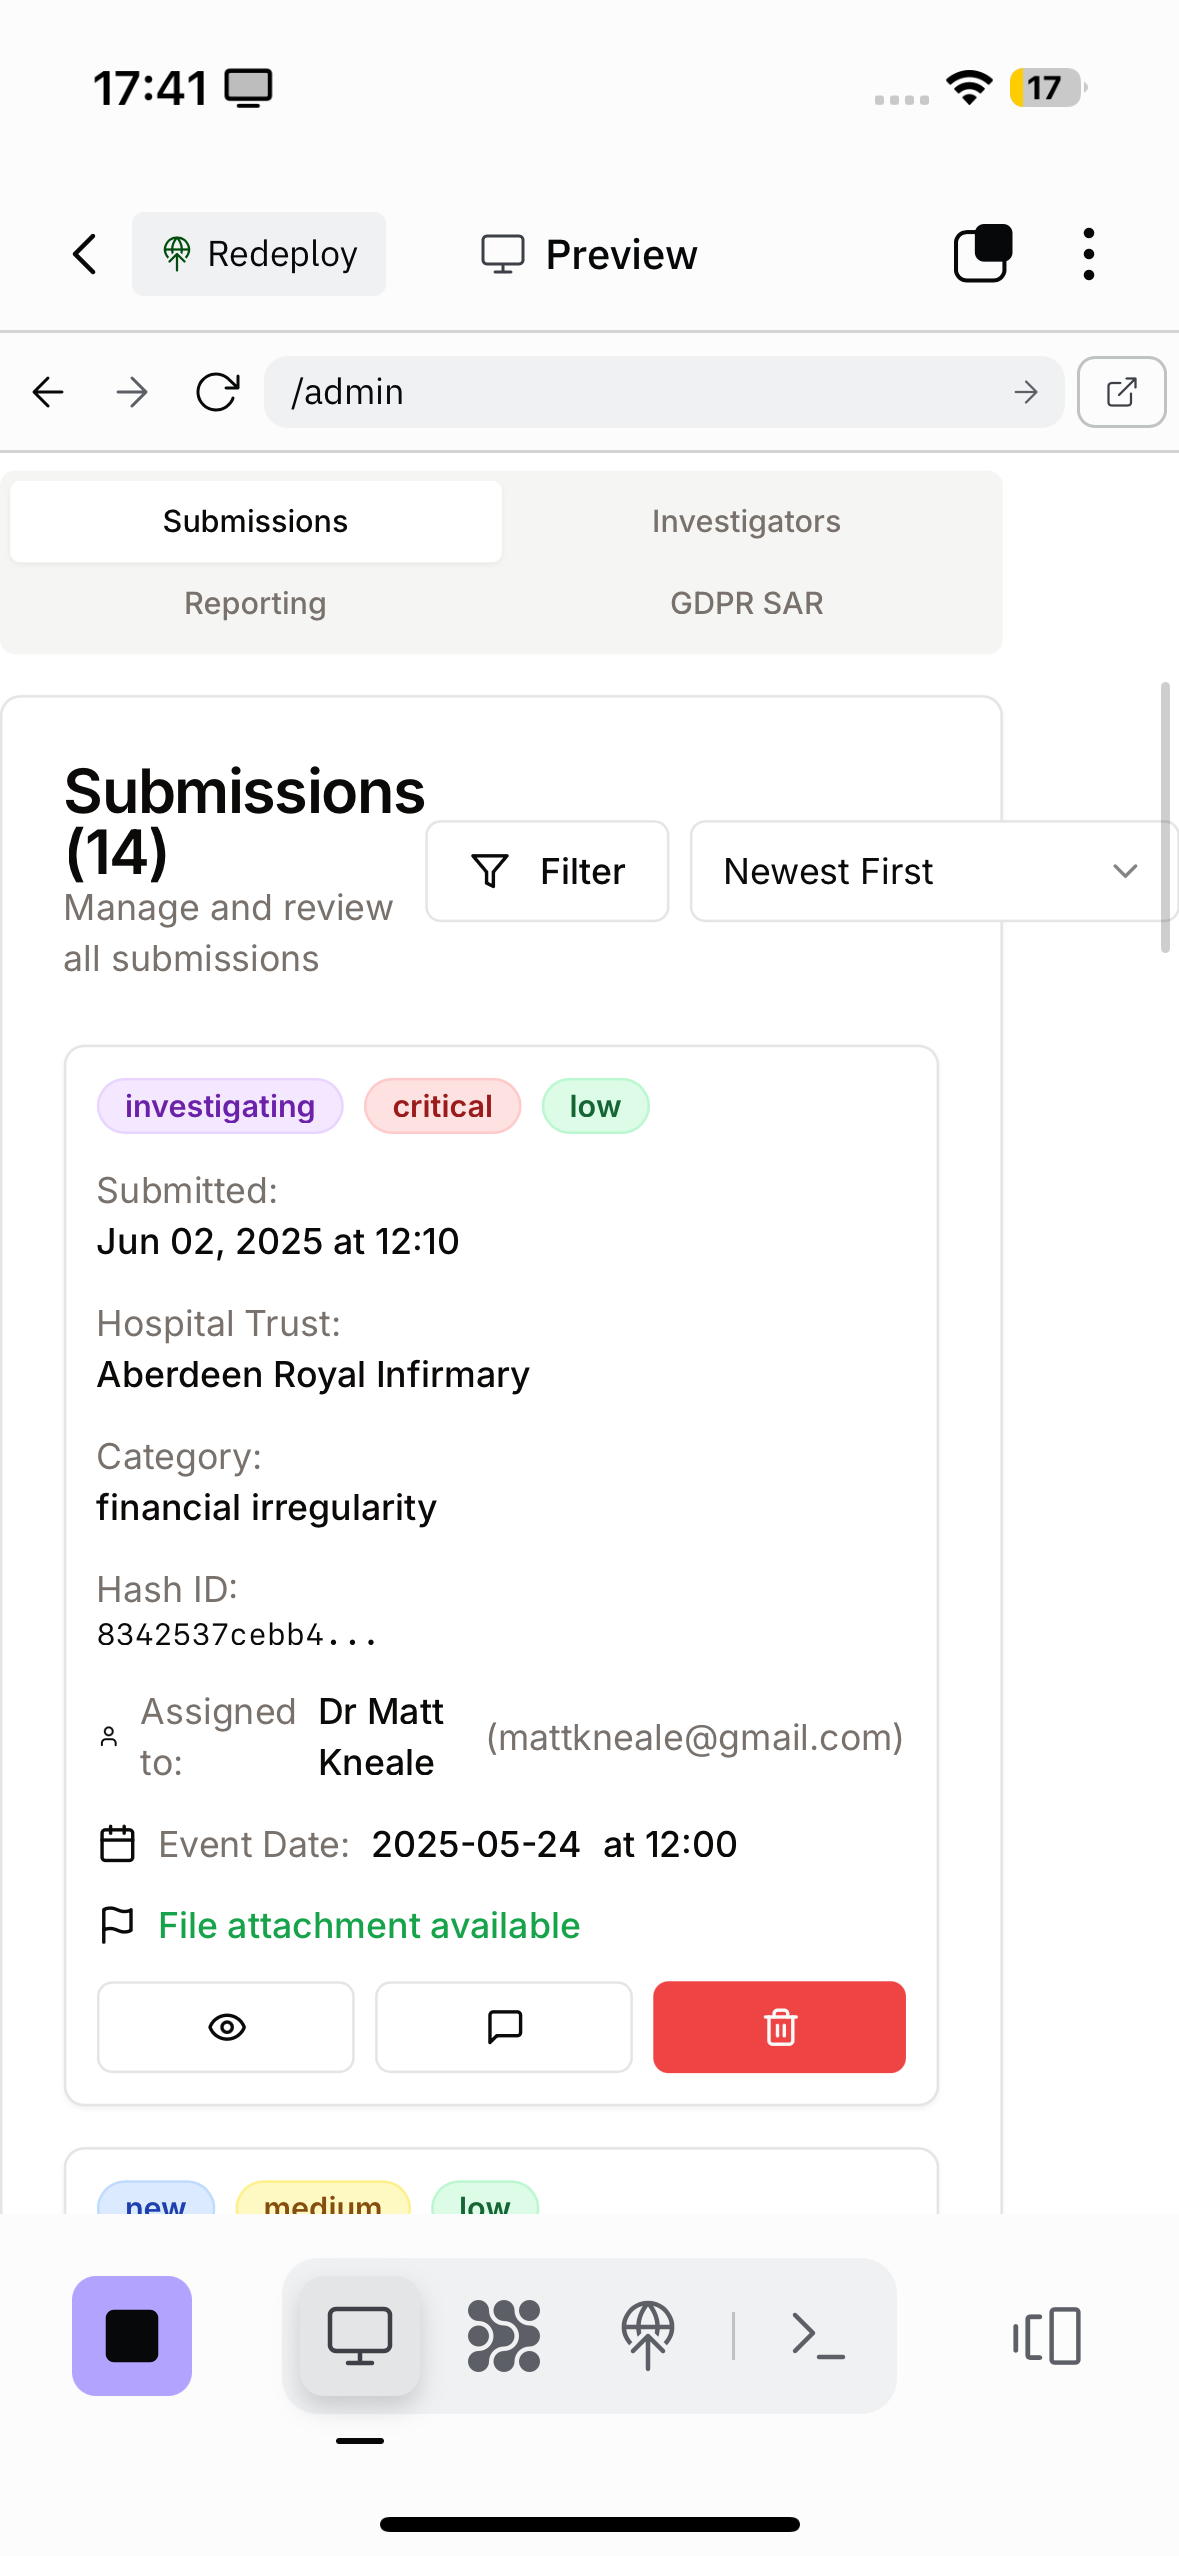 17:41
17
Redeploy
Preview
/admin
Submissions
Investigators
Reporting
GDPR SAR
Submissions
(14)
Manage and review
all submissions
Filter
Newest First
investigating critical low
Submitted:
Jun 02, 2025 at 12:10
Hospital Trust:
Aberdeen Royal Infirmary
Category:
financial irregularity
Hash ID:
8342537cebb4...
Assigned
to:
Dr Matt
Kneale
(mattkneale@gmail.com)
Event Date: 2025-05-24 at 12:00
File attachment available
new medium low